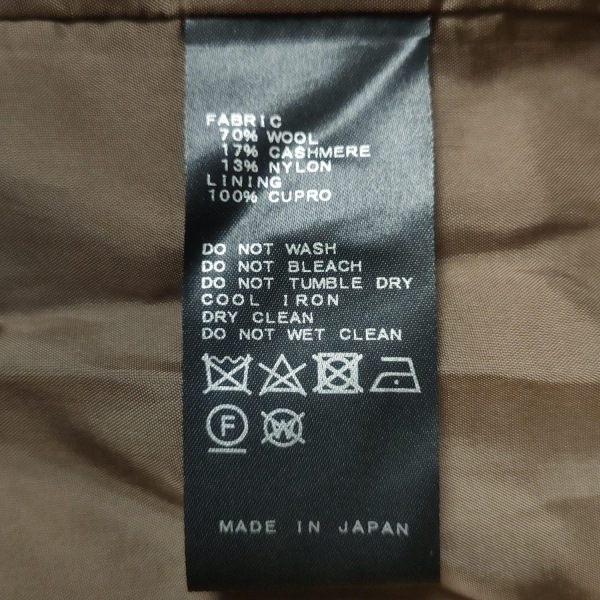 FABRIC
70% WOOL
17% CASHMERE
13% NYLON
LINING
100% CUPRO
DO NOT WASH
DO NOT BLEACH
DO NOT TUMBLE DRY
COOL IRON
DRY CLEAN
DO NOT WET CLEAN
F W
MADE IN JAPAN